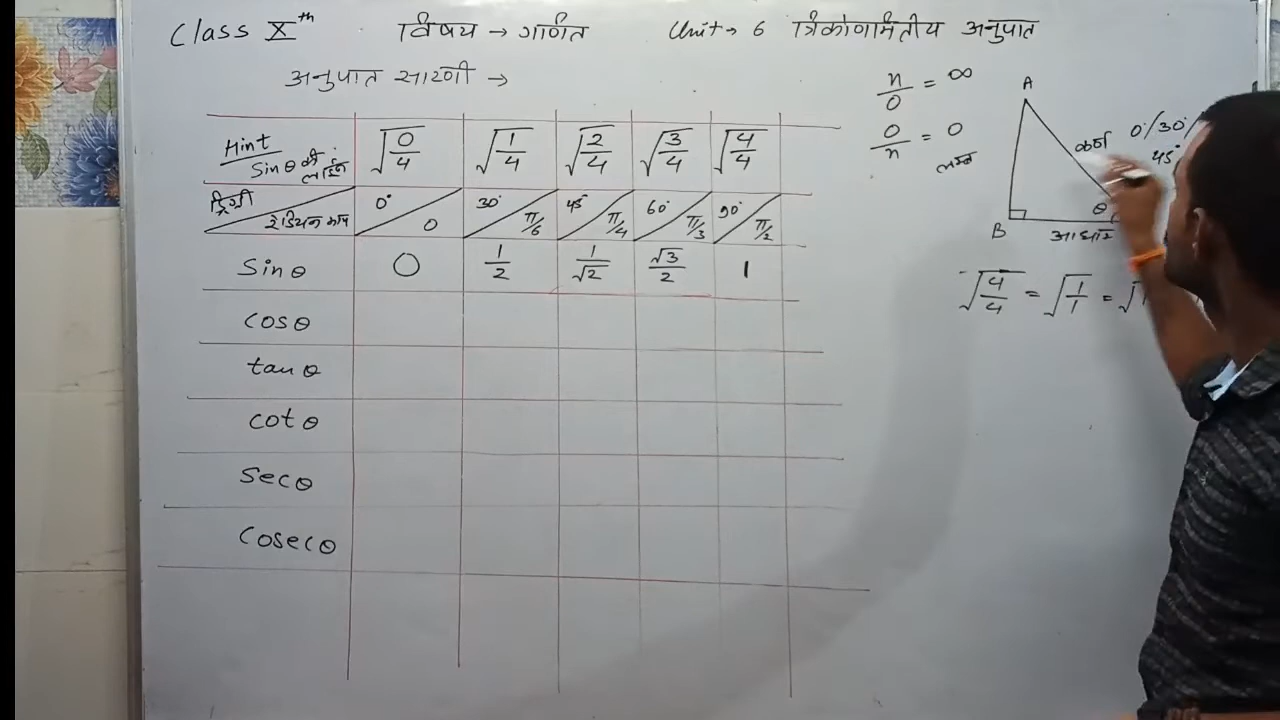 Class X th विषय → गणित Unit → 6 त्रिकोणमितीय अनुपात
अनुपात सारणी →
n/0 = ∞
0/n = 0
A
B
लम्ब
कर्ण
आधार
θ
0°/30°/
45°
Hint Sinθ की √0/4 √1/4 √2/4 √3/4 √4/4
डिग्री 0° 30° 45° 60° 90°
रेडियन माप 0 π/6 π/4 π/3 π/2
Sinθ 0 1/2 1/√2 √3/2 1
√4/4 = √1/1 = √1
Cosθ
tanθ
Cotθ
Secθ
Cosecθ